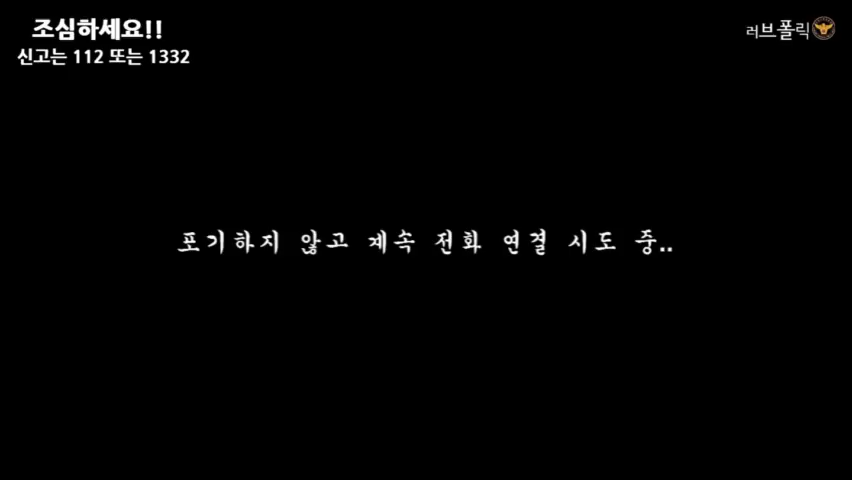 조심하세요!!
신고는 112 또는 1332
러브폴릭
포기하지 않고 계속 전화 연결 시도 중..